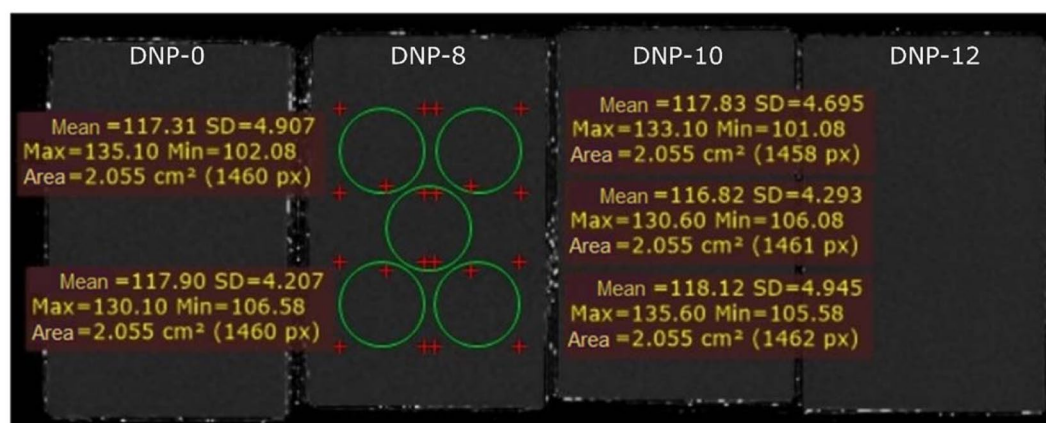 DNP-0
DNP-8
DNP-10
DNP-12
Mean =117.31 SD=4.907
Max=135.10 Min=102.08
Area =2.055 cm² (1460 px)
Mean =117.90 SD=4.207
Max=130.10 Min=106.58
Area =2.055 cm² (1460 px)
Mean =117.83 SD=4.695
Max=133.10 Min=101.08
Area =2.055 cm² (1458 px)
Mean =116.82 SD=4.293
Max=130.60 Min=106.08
Area =2.055 cm² (1461 px)
Mean =118.12 SD=4.945
Max=135.60 Min=105.58
Area =2.055 cm² (1462 px)